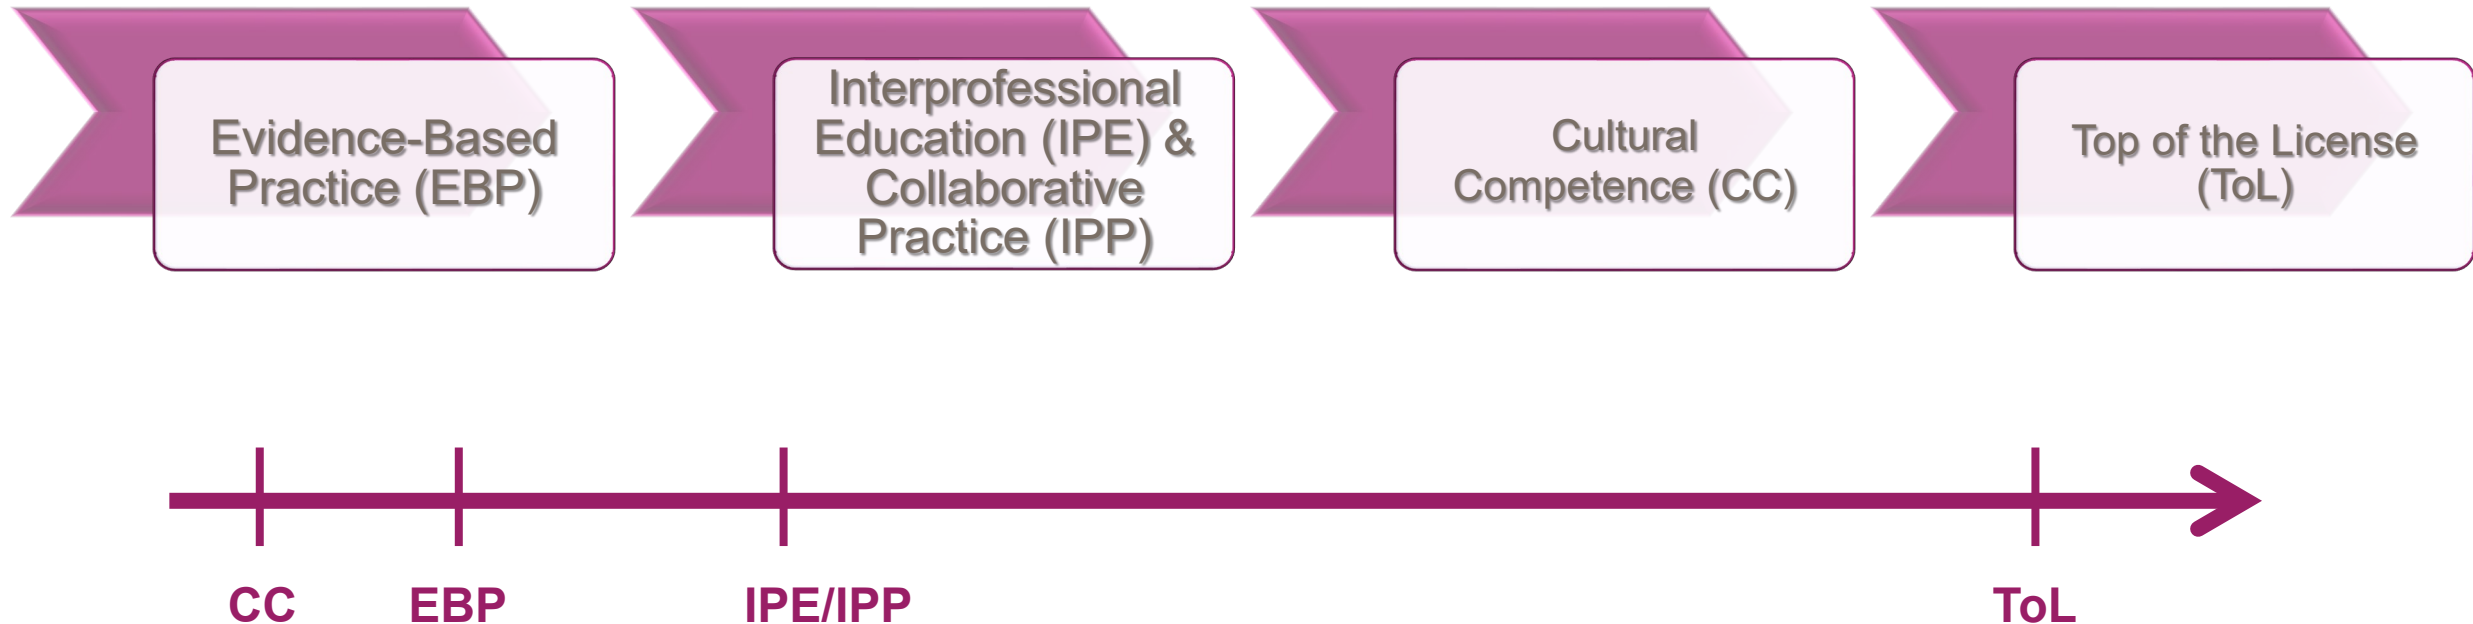 Evidence-Based
Practice (EBP)
Interprofessional
Education (IPE) &
Collaborative
Practice (IPP)
Cultural
Competence (CC)
Top of the License
(ToL)
CC
EBP
IPE/IPP
ToL